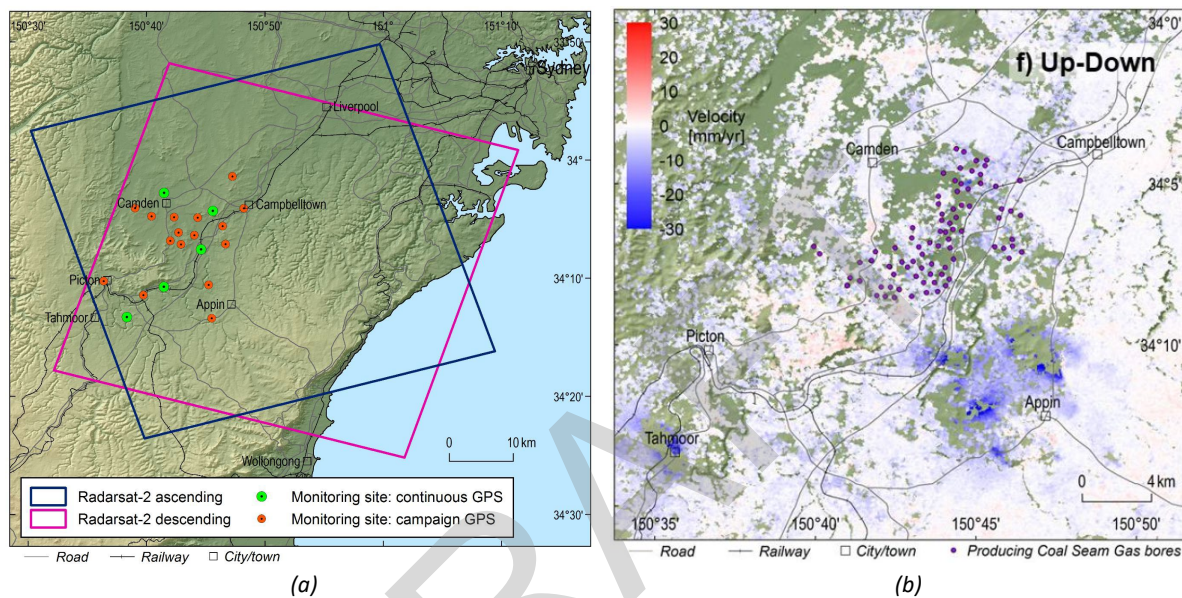 150°30'
150°40'
150°50'
151°
151°10'
33°50'
Sydney
Liverpool
34°
Camden
Campbelltown
34°10'
Picton
Appin
Tahmoor
34°20'
0 10 km
Wollongong
34°30'
Radarsat-2 ascending
Monitoring site: continuous GPS
Radarsat-2 descending
Monitoring site: campaign GPS
Road Railway City/town
(a)
30
20
10
0
-10
-20
-30
Velocity
[mm/yr]
f) Up-Down
34°0'
Camden
Campbelltown
34°5'
Picton
34°10'
Appin
Tahmoor
0 4 km
150°35'
150°40'
150°45'
150°50'
Road Railway City/town Producing Coal Seam Gas bores
(b)